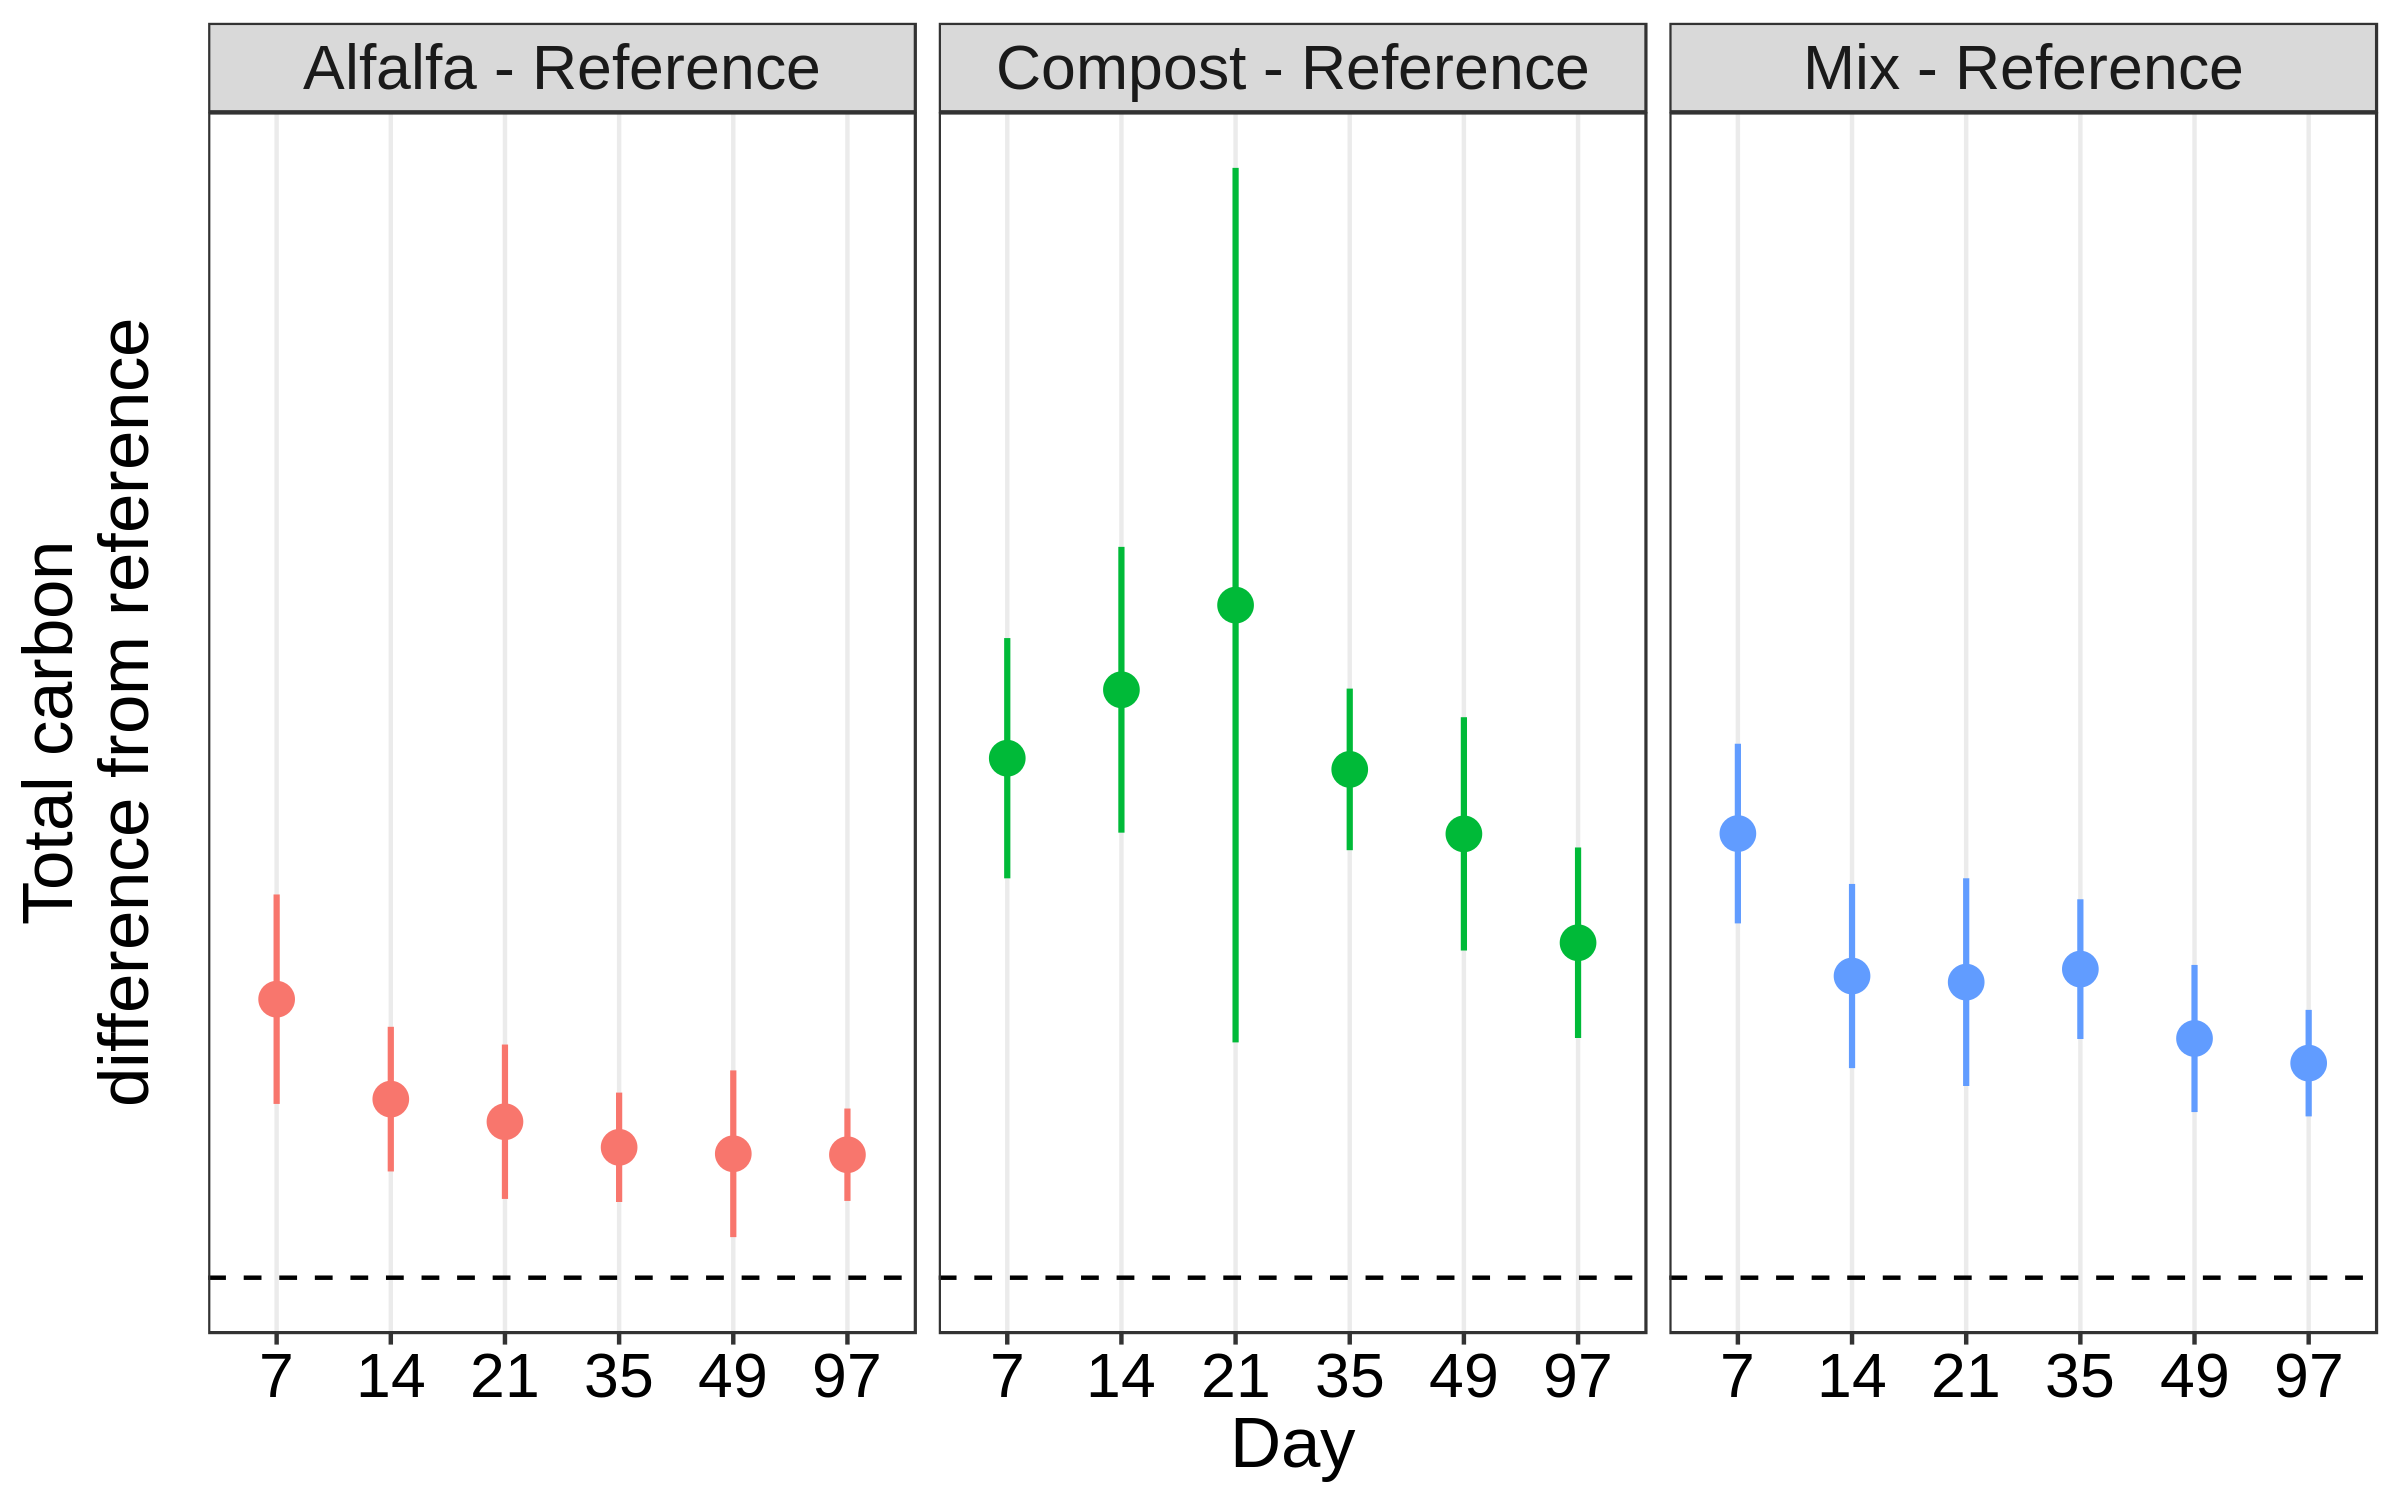 Alfalfa - Reference
Compost - Reference
Mix - Reference
Total carbon
difference from reference
7 14 21 35 49 97
7 14 21 35 49 97
7 14 21 35 49 97
Day